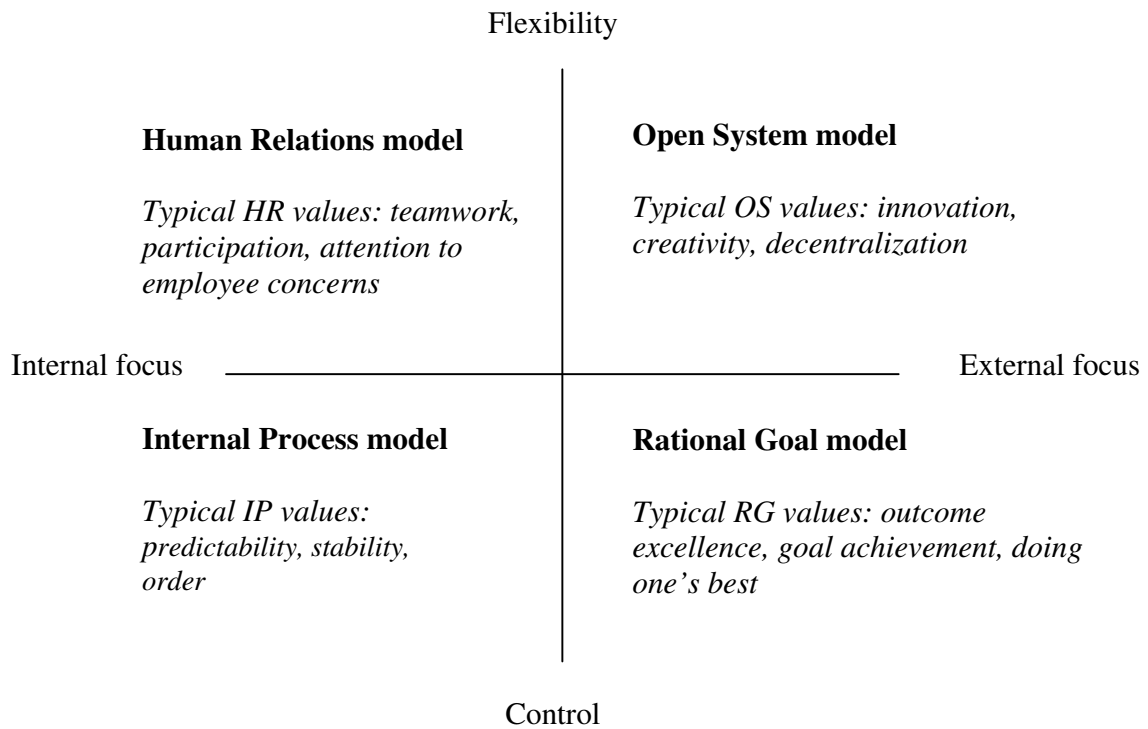 Flexibility
Human Relations model
Typical HR values: teamwork,
participation, attention to
employee concerns
Open System model
Typical OS values: innovation,
creativity, decentralization
Internal focus
External focus
Internal Process model
Typical IP values:
predictability, stability,
order
Rational Goal model
Typical RG values: outcome
excellence, goal achievement, doing
one’s best
Control